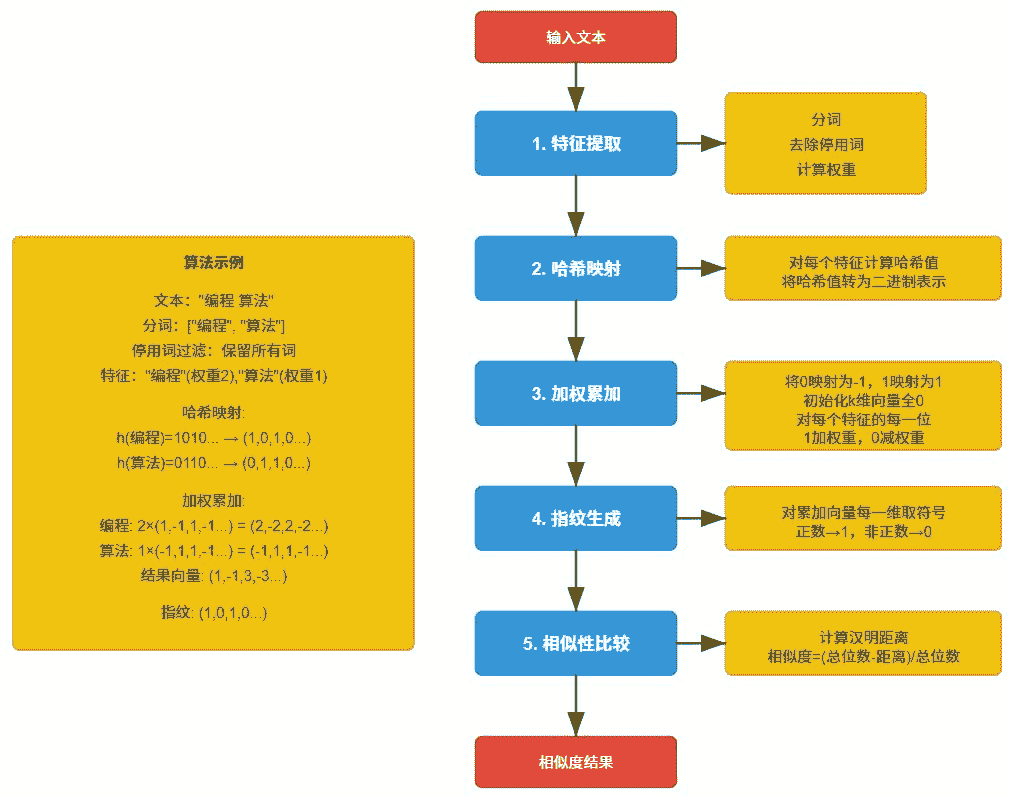 输入文本
1. 特征提取
分词
去除停用词
计算权重
2. 哈希映射
对每个特征计算哈希值
将哈希值转为二进制表示
3. 加权累加
将0映射为-1，1映射为1
初始化k维向量全0
对每个特征的每一位
1加权重，0减权重
4. 指纹生成
对累加向量每一维取符号
正数→1，非正数→0
5. 相似性比较
计算汉明距离
相似度=(总位数-距离)/总位数
相似度结果
算法示例
文本："编程 算法"
分词：["编程", "算法"]
停用词过滤：保留所有词
特征："编程"(权重2),"算法"(权重1)
哈希映射:
h(编程)=1010... → (1,0,1,0...)
h(算法)=0110... → (0,1,1,0...)
加权累加:
编程: 2×(1,-1,1,-1...) = (2,-2,2,-2...)
算法: 1×(-1,1,1,-1...) = (-1,1,1,-1...)
结果向量: (1,-1,3,-3...)
指纹: (1,0,1,0...)